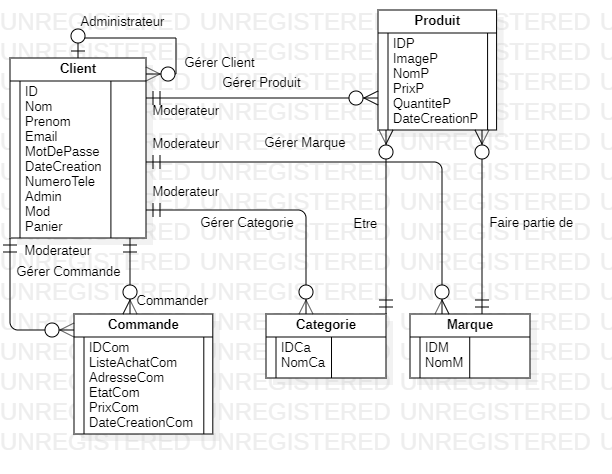 Administrateur
Gérer Client
Client
ID
Nom
Prenom
Email
MotDePasse
DateCreation
NumeroTele
Admin
Mod
Panier
Produit
IDP
ImageP
NomP
PrixP
QuantiteP
DateCreationP
Gérer Produit
Moderateur
Moderateur
Gérer Marque
Moderateur
Gérer Categorie
Etre
Faire partie de
Moderateur
Gérer Commande
Commander
Commande
IDCom
ListeAchatCom
AdresseCom
EtatCom
PrixCom
DateCreationCom
Categorie
IDCa
NomCa
Marque
IDM
NomM
UNREGISTERED UNREGISTERED UNREGISTERED